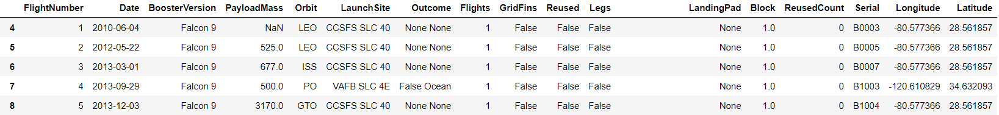 FlightNumber Date BoosterVersion PayloadMass Orbit LaunchSite Outcome Flights GridFins Reused Legs LandingPad Block ReusedCount Serial Longitude Latitude
4 1 2010-06-04 Falcon 9 NaN LEO CCSFS SLC 40 None None 1 False False False None 1.0 0 B0003 -80.577366 28.561857
5 2 2012-05-22 Falcon 9 525.0 LEO CCSFS SLC 40 None None 1 False False False None 1.0 0 B0005 -80.577366 28.561857
6 3 2013-03-01 Falcon 9 677.0 ISS CCSFS SLC 40 None None 1 False False False None 1.0 0 B0007 -80.577366 28.561857
7 4 2013-09-29 Falcon 9 500.0 PO VAFB SLC 4E False Ocean 1 False False False None 1.0 0 B1003 -120.610829 34.632093
8 5 2013-12-03 Falcon 9 3170.0 GTO CCSFS SLC 40 None None 1 False False False None 1.0 0 B1004 -80.577366 28.561857